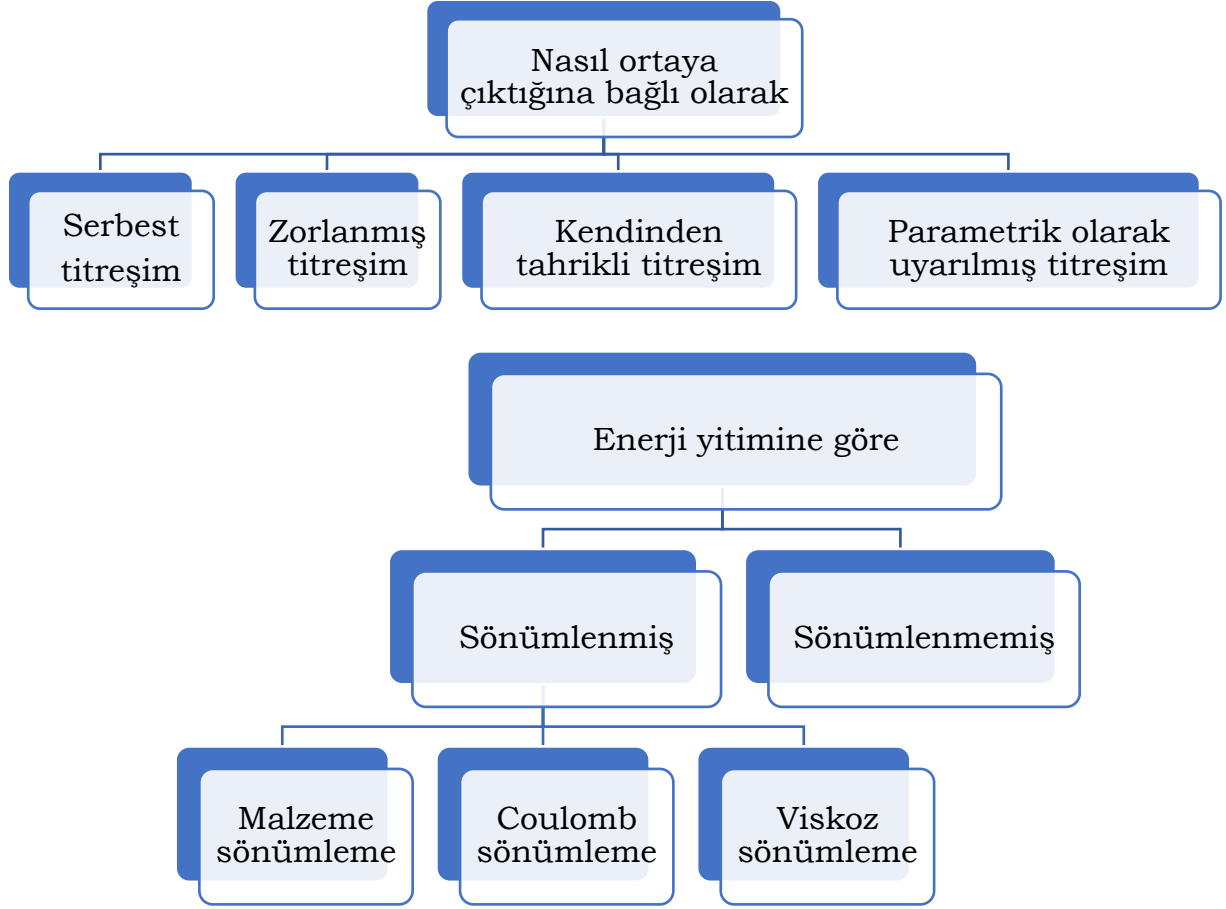 Nasıl ortaya
çıktığına bağlı olarak
Serbest
titreşim
Zorlanmış
titreşim
Kendinden
tahrikli titreşim
Parametrik olarak
uyarılmış titreşim
Enerji yitimine göre
Sönümlenmiş
Sönümlenmemiş
Malzeme
sönümleme
Coulomb
sönümleme
Viskoz
sönümleme